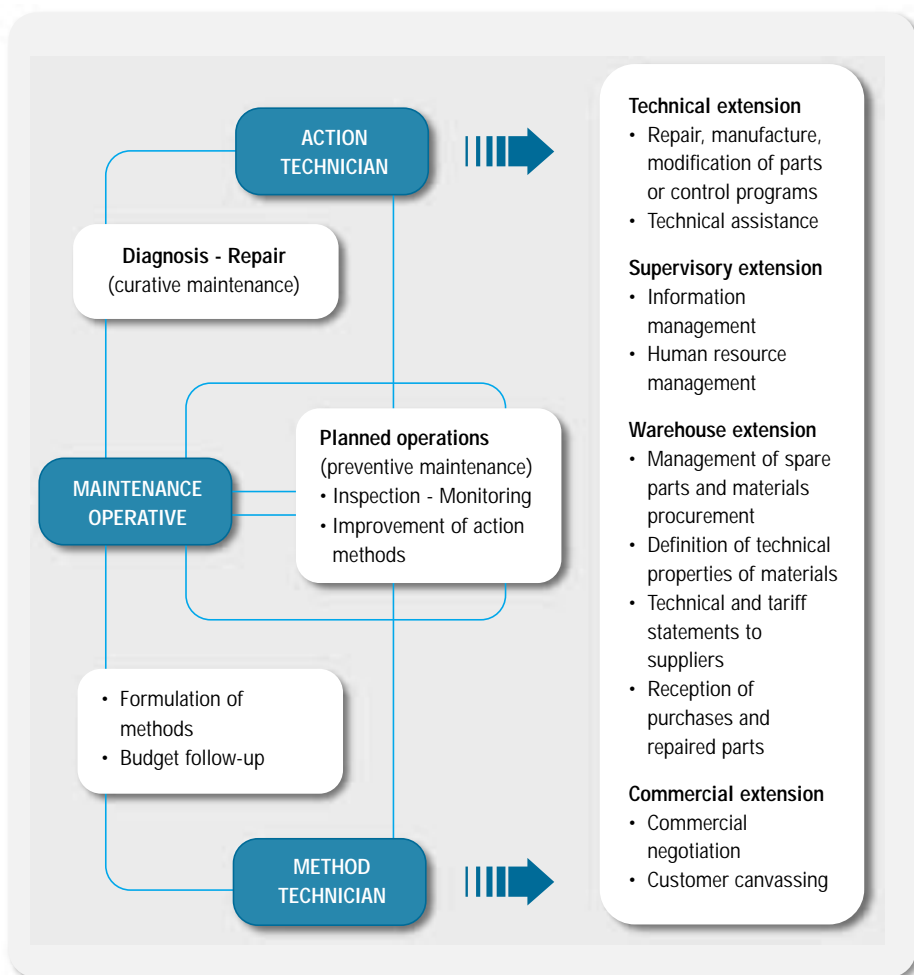 ACTION
TECHNICIAN
Diagnosis - Repair
(curative maintenance)
Planned operations
(preventive maintenance)
• Inspection - Monitoring
• Improvement of action
methods
MAINTENANCE
OPERATIVE
• Formulation of
methods
• Budget follow-up
METHOD
TECHNICIAN
Technical extension
• Repair, manufacture,
modification of parts
or control programs
• Technical assistance
Supervisory extension
• Information
management
• Human resource
management
Warehouse extension
• Management of spare
parts and materials
procurement
• Definition of technical
properties of materials
• Technical and tariff
statements to
suppliers
• Reception of
purchases and
repaired parts
Commercial extension
• Commercial
negotiation
• Customer canvassing